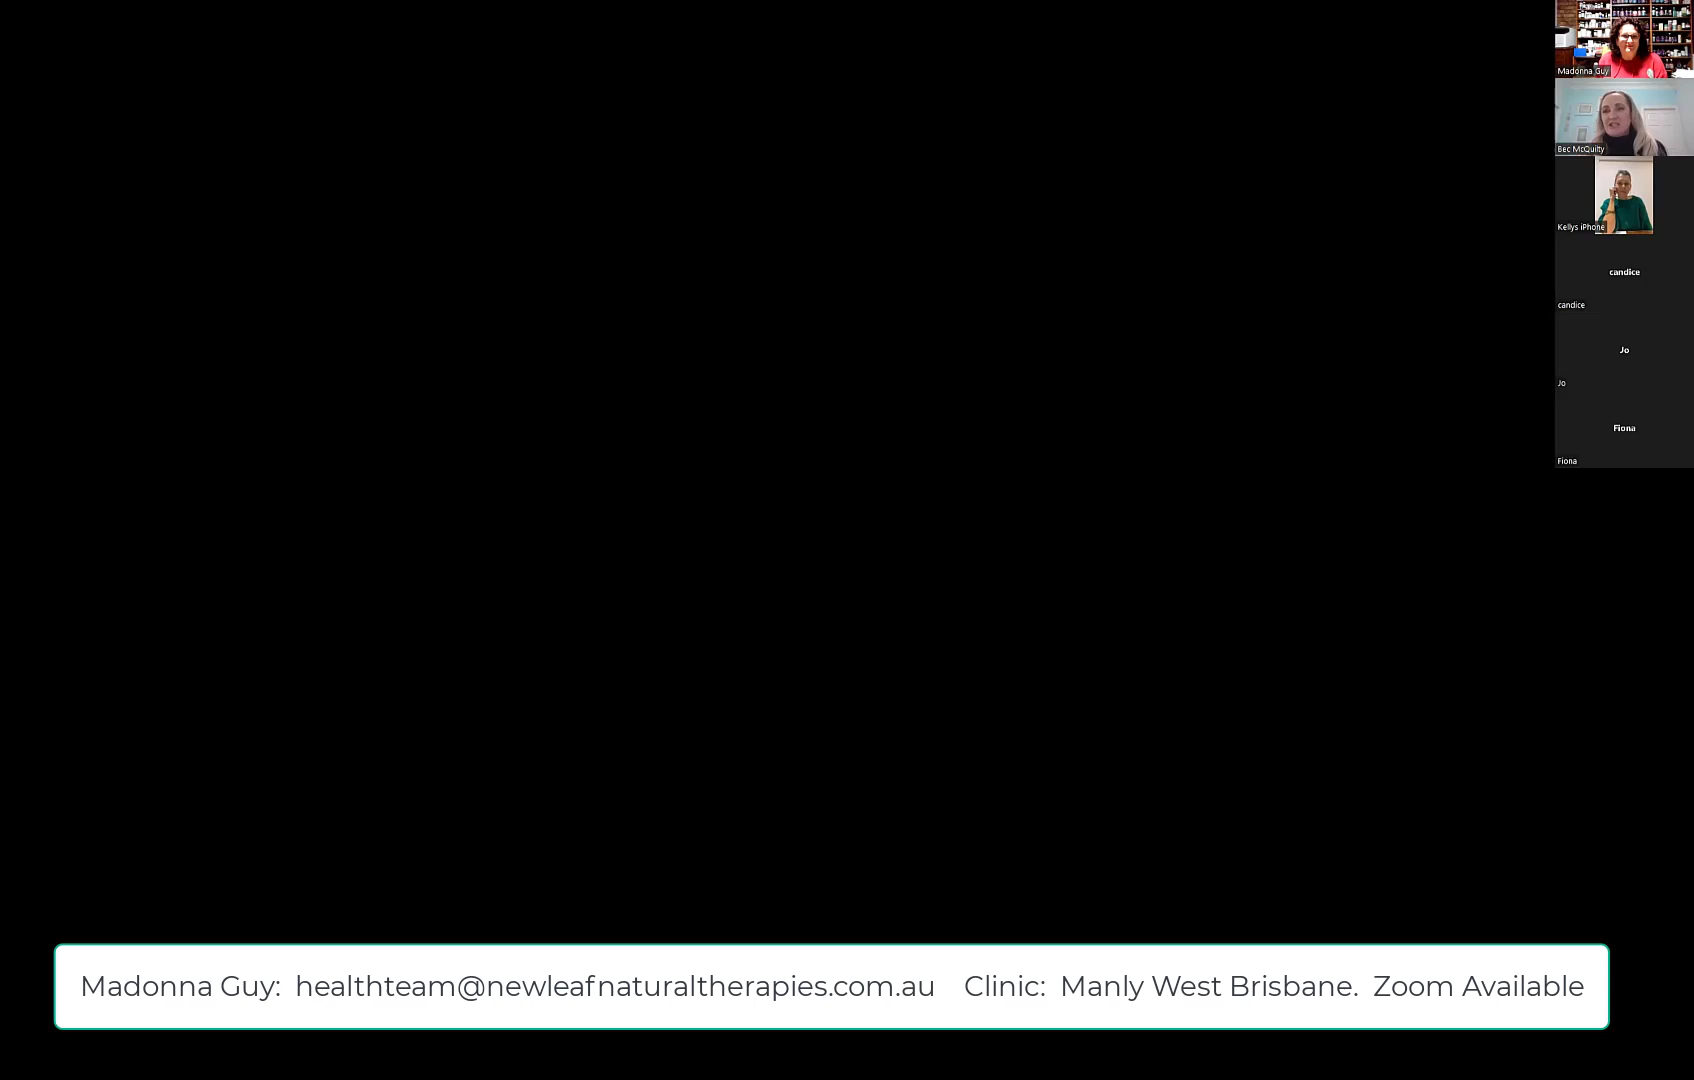 Madonna Guy
Bec McQuilty
Kellys iPhone
candice
candice
Jo
Jo
Fiona
Fiona
Madonna Guy: healthteam@newleafnaturaltherapies.com.au Clinic: Manly West Brisbane. Zoom Available